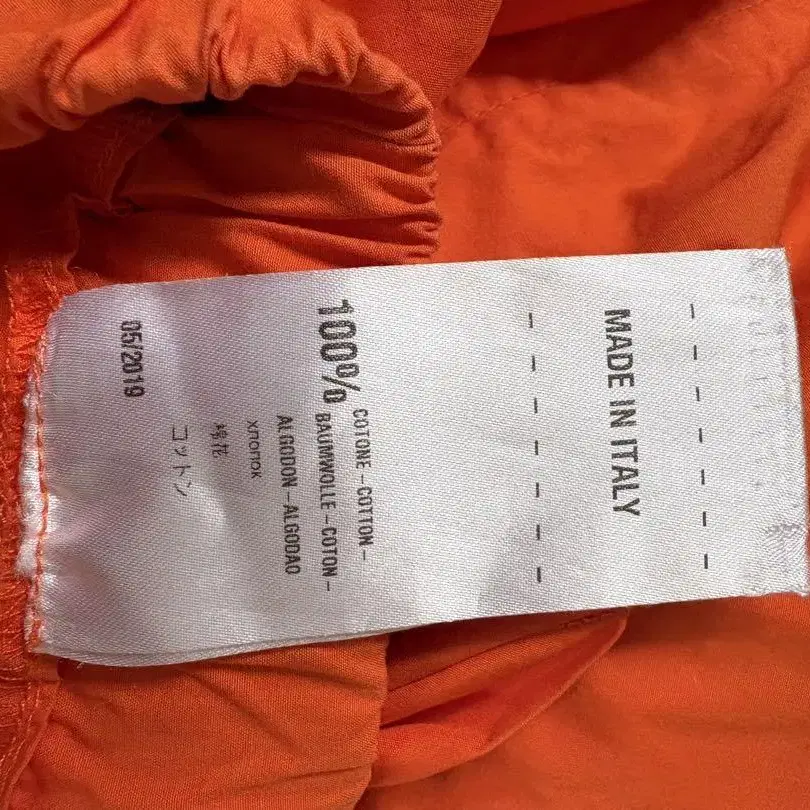 - - - - - - - -
MADE IN ITALY
- - - - - - - -
100% COTONE - COTTON -
BAUMWOLLE - COTON -
ALGODON - ALGODAO
хлопок
棉花
コットン
05/2019